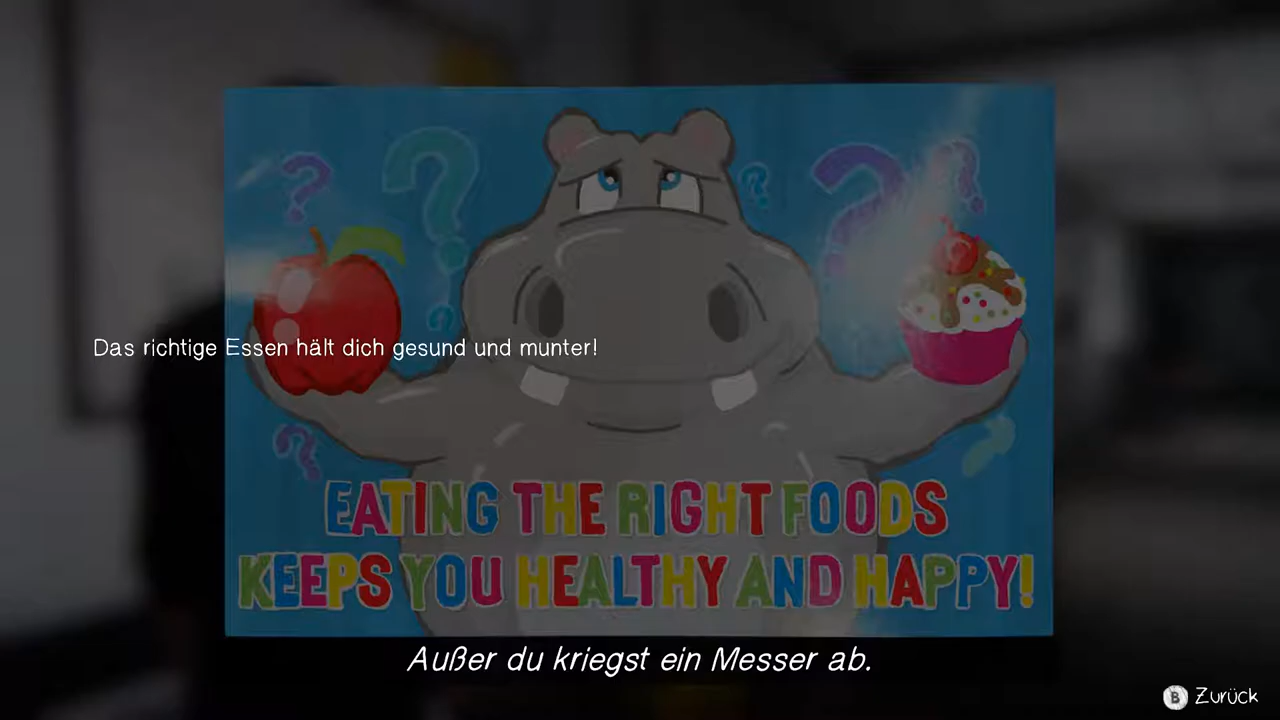 Das richtige Essen hält dich gesund und munter!
EATING THE RIGHT FOODS
KEEPS YOU HEALTHY AND HAPPY!
Außer du kriegst ein Messer ab.
B Zurück